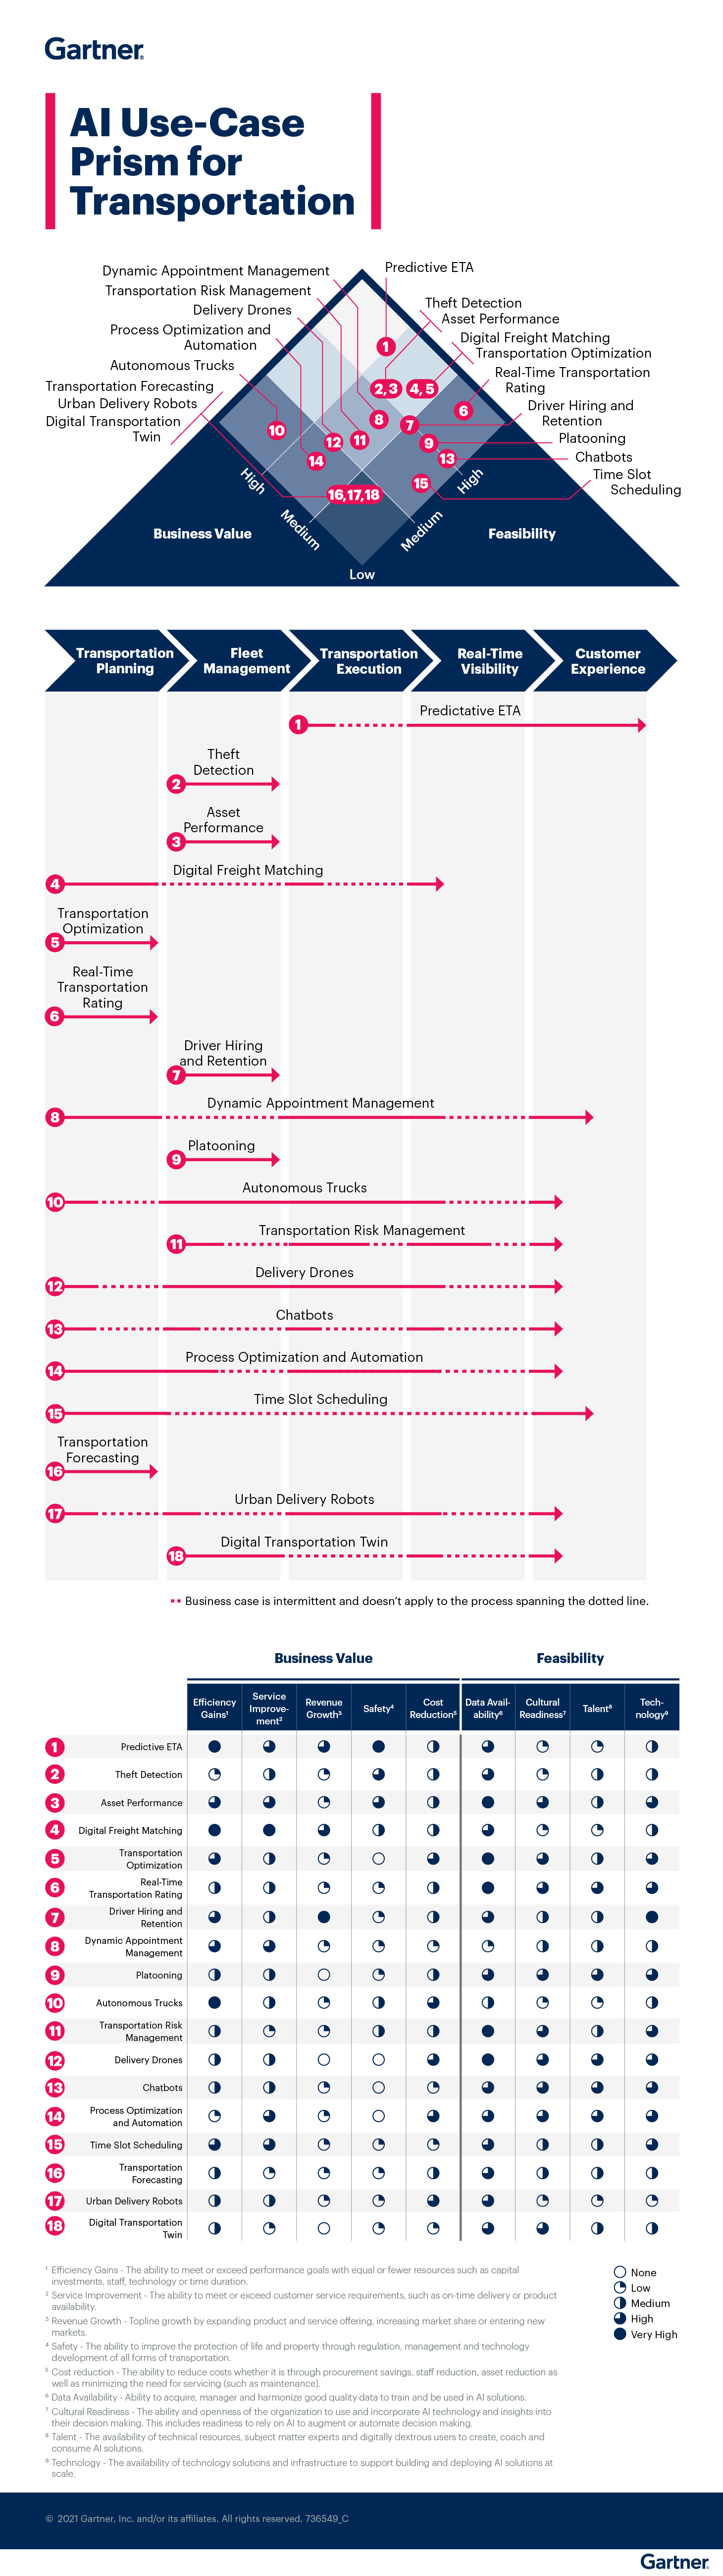 Gartner®
AI Use-Case
Prism for
Transportation
Dynamic Appointment Management
Transportation Risk Management
Delivery Drones
Process Optimization and
Automation
Autonomous Trucks
Transportation Forecasting
Urban Delivery Robots
Digital Transportation
Twin
Predictive ETA
Theft Detection
Asset Performance
Digital Freight Matching
Transportation Optimization
Real-Time Transportation
Rating
Driver Hiring and
Retention
Platooning
Chatbots
Time Slot
Scheduling
1
2,3
4, 5
6
8
7
10
12
11
9
14
13
15
16,17,18
High
Medium
High
Medium
Low
Business Value
Feasibility
Transportation
Planning
Fleet
Management
Transportation
Execution
Real-Time
Visibility
Customer
Experience
Predictative ETA
1
Theft
Detection
2
Asset
Performance
3
Digital Freight Matching
4
Transportation
Optimization
5
Real-Time
Transportation
Rating
6
Driver Hiring
and Retention
7
Dynamic Appointment Management
8
Platooning
9
Autonomous Trucks
10
Transportation Risk Management
11
Delivery Drones
12
Chatbots
13
Process Optimization and Automation
14
Time Slot Scheduling
15
Transportation
Forecasting
16
Urban Delivery Robots
17
Digital Transportation Twin
18
Business case is intermittent and doesn’t apply to the process spanning the dotted line.
Business Value
Feasibility
Efficiency
Gains¹
Service
Improve-
ment²
Revenue
Growth³
Safety⁴
Cost
Reduction⁵
Data Avail-
ability⁶
Cultural
Readiness⁷
Talent⁸
Tech-
nology⁹
1 Predictive ETA
2 Theft Detection
3 Asset Performance
4 Digital Freight Matching
5 Transportation
Optimization
6 Real-Time
Transportation Rating
7 Driver Hiring and
Retention
8 Dynamic Appointment
Management
9 Platooning
10 Autonomous Trucks
11 Transportation Risk
Management
12 Delivery Drones
13 Chatbots
14 Process Optimization
and Automation
15 Time Slot Scheduling
16 Transportation
Forecasting
17 Urban Delivery Robots
18 Digital Transportation
Twin
¹ Efficiency Gains - The ability to meet or exceed performance goals with equal or fewer resources such as capital
investments, staff, technology or time duration.
² Service Improvement - The ability to meet or exceed customer service requirements, such as on-time delivery or product
availability.
³ Revenue Growth - Topline growth by expanding product and service offering, increasing market share or entering new
markets.
⁴ Safety - The ability to improve the protection of life and property through regulation, management and technology
development of all forms of transportation.
⁵ Cost reduction - The ability to reduce costs whether it is through procurement savings, staff reduction, asset reduction as
well as minimizing the need for servicing (such as maintenance).
⁶ Data Availability - Ability to acquire, manager and harmonize good quality data to train and be used in AI solutions.
⁷ Cultural Readiness - The ability and openness of the organization to use and incorporate AI technology and insights into
their decision making. This includes readiness to rely on AI to augment or automate decision making.
⁸ Talent - The availability of technical resources, subject matter experts and digitally dextrous users to create, coach and
consume AI solutions.
⁹ Technology - The availability of technology solutions and infrastructure to support building and deploying AI solutions at
scale.
None
Low
Medium
High
Very High
© 2021 Gartner, Inc. and/or its affiliates. All rights reserved. 736549_C
Gartner®